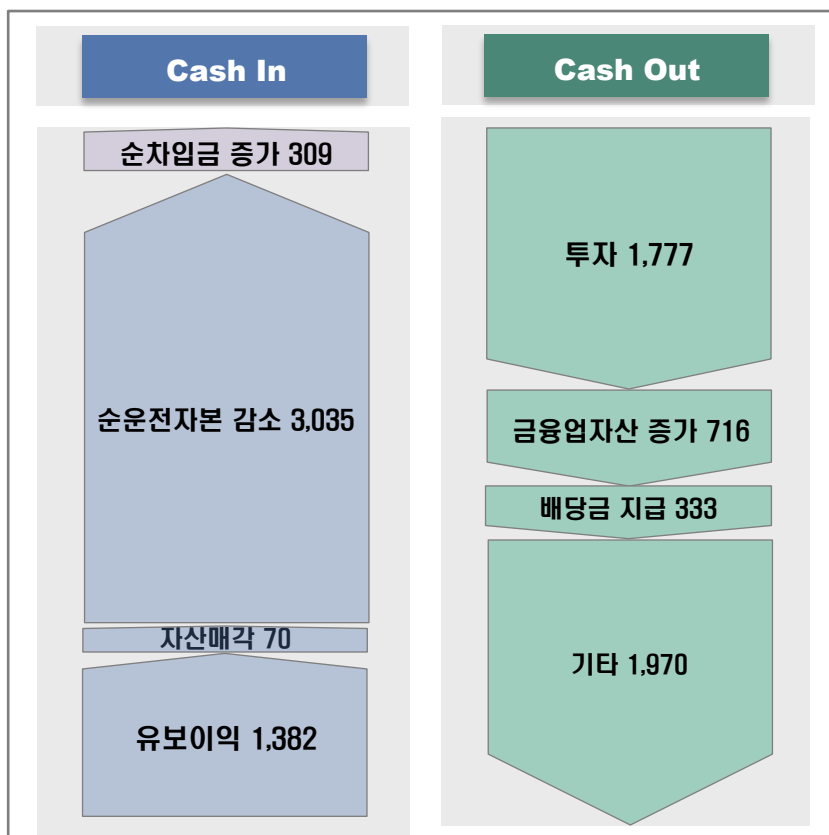 Cash In
순차입금 증가 309
순운전자본 감소 3,035
자산매각 70
유보이익 1,382
Cash Out
투자 1,777
금융업자산 증가 716
배당금 지급 333
기타 1,970